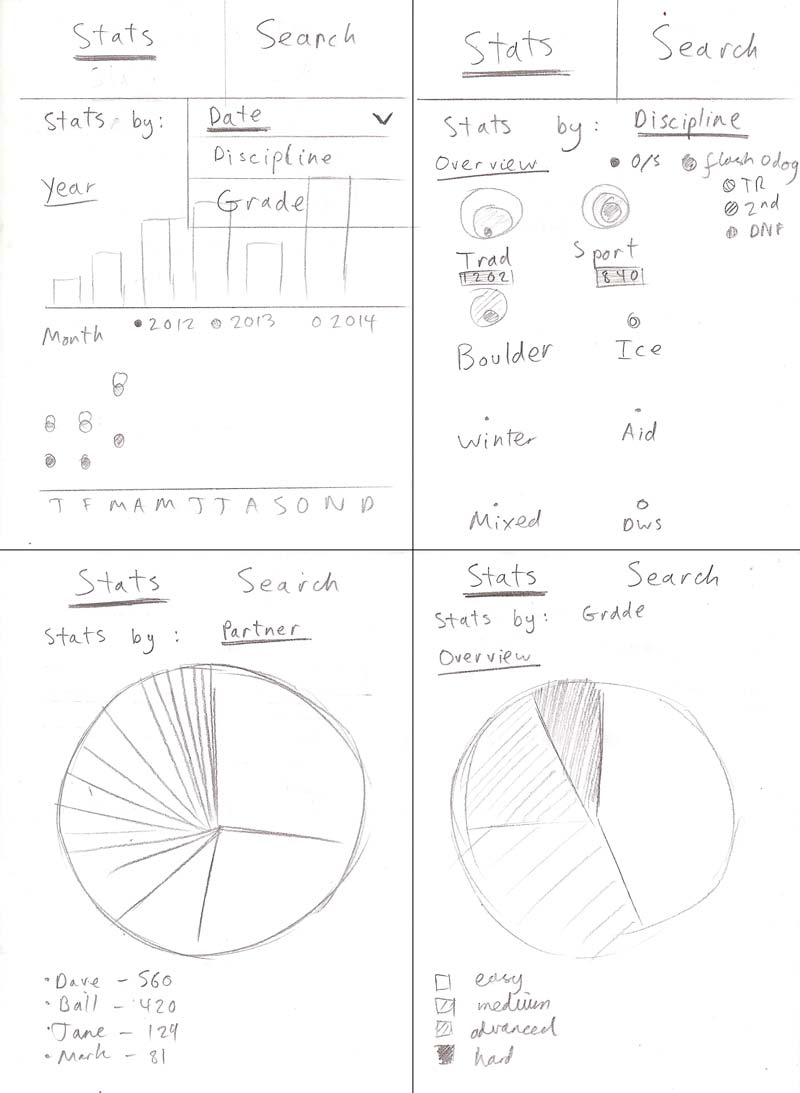 Stats Search
Stats by: Date
Discipline
Grade
Year
Month 2012 2013 2014
J F M A M J J A S O N D
Stats Search
Stats by: Discipline
Overview O/S flash Odog
TR
2nd
DNF
Trad Sport
1202 840
Boulder Ice
Winter Aid
Mixed DWS
Stats Search
Stats by: Partner
Dave - 560
Ball - 420
Jane - 129
Mark - 81
Stats Search
Stats by: Grade
Overview
easy
medium
advanced
hard